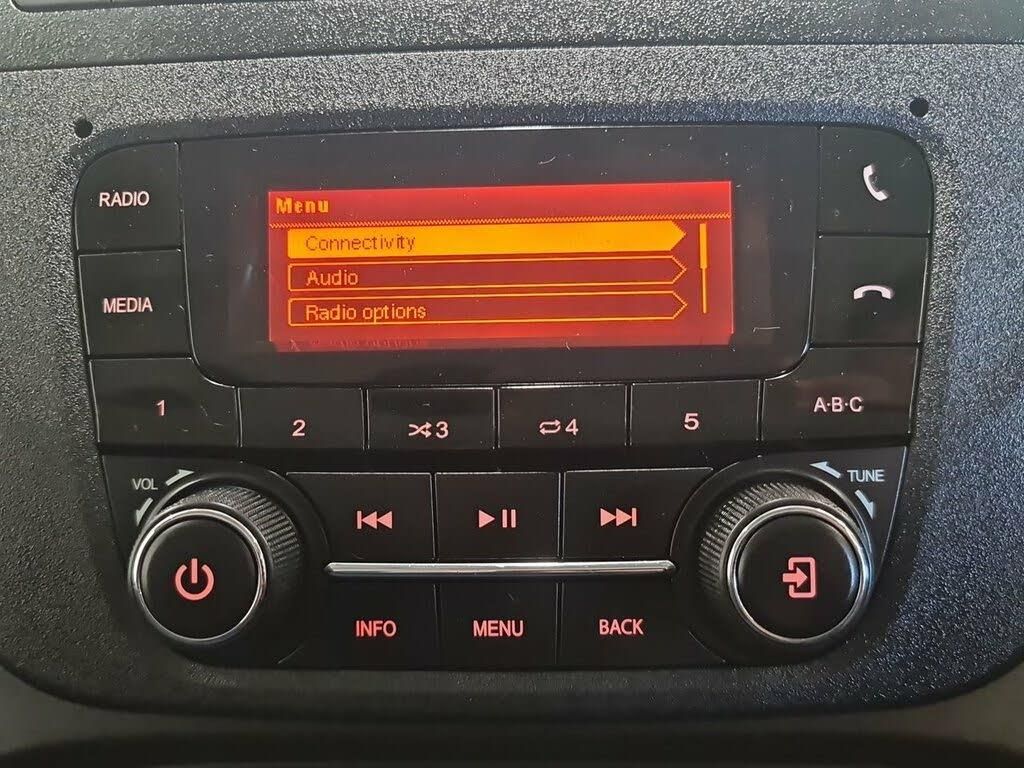 RADIO
Menu
Connectivity
MEDIA
Audio
Radio options
1
2
3
4
5
A·B·C
VOL
TUNE
INFO
MENU
BACK